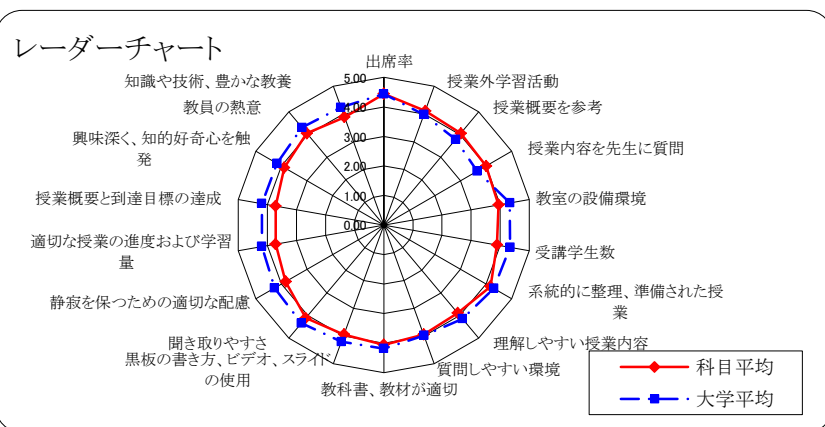 レーダーチャート
出席率
授業外学習活動
授業概要を参考
授業内容を先生に質問
教室の設備環境
受講学生数
系統的に整理、準備された授
業
理解しやすい授業内容
質問しやすい環境
教科書、教材が適切
黒板の書き方、ビデオ、スライド
の使用
聞き取りやすさ
静寂を保つための適切な配慮
適切な授業の進度および学習
量
授業概要と到達目標の達成
興味深く、知的好奇心を触
発
教員の熱意
知識や技術、豊かな教養
5.00
4.00
3.00
2.00
1.00
0.00
科目平均
大学平均